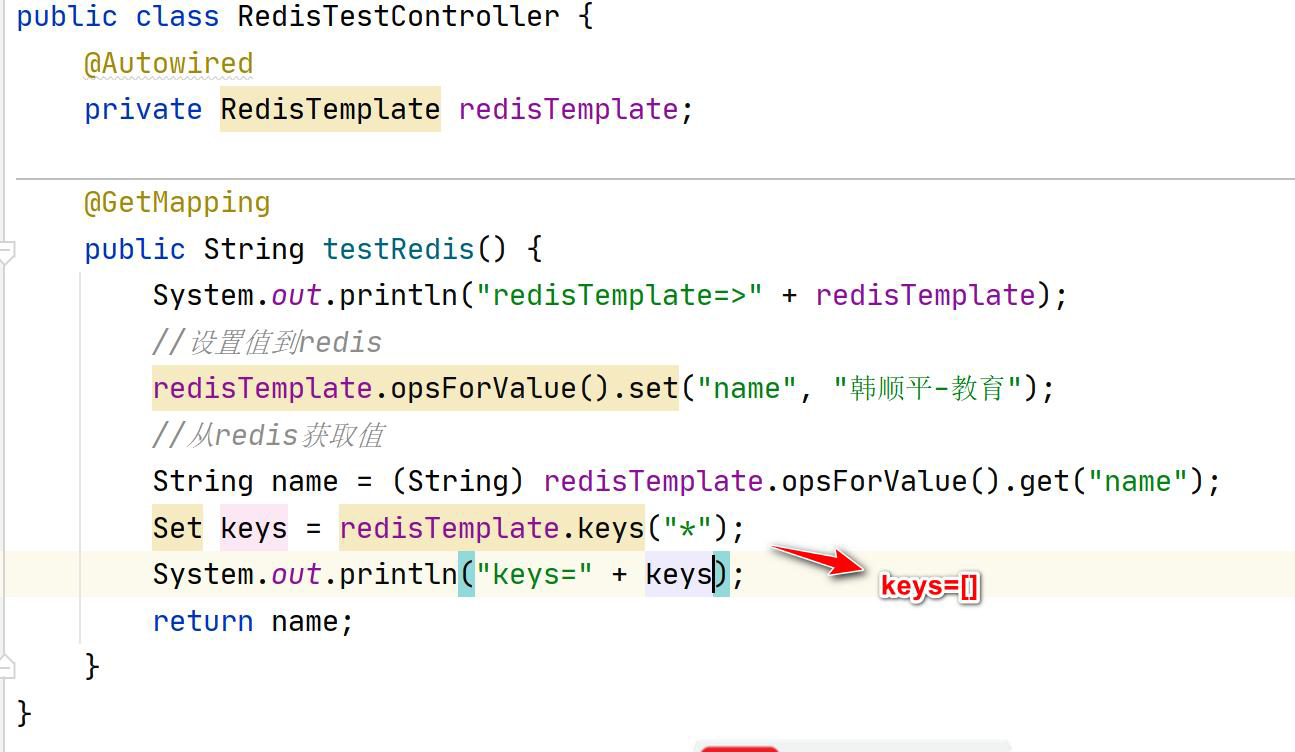 public class RedisTestController {
@Autowired
private RedisTemplate redisTemplate;
@GetMapping
public String testRedis() {
System.out.println("redisTemplate=>" + redisTemplate);
//设置值到redis
redisTemplate.opsForValue().set("name", "韩顺平-教育");
//从redis获取值
String name = (String) redisTemplate.opsForValue().get("name");
Set keys = redisTemplate.keys("*");
System.out.println("keys=" + keys);
keys=[]
return name;
}
}